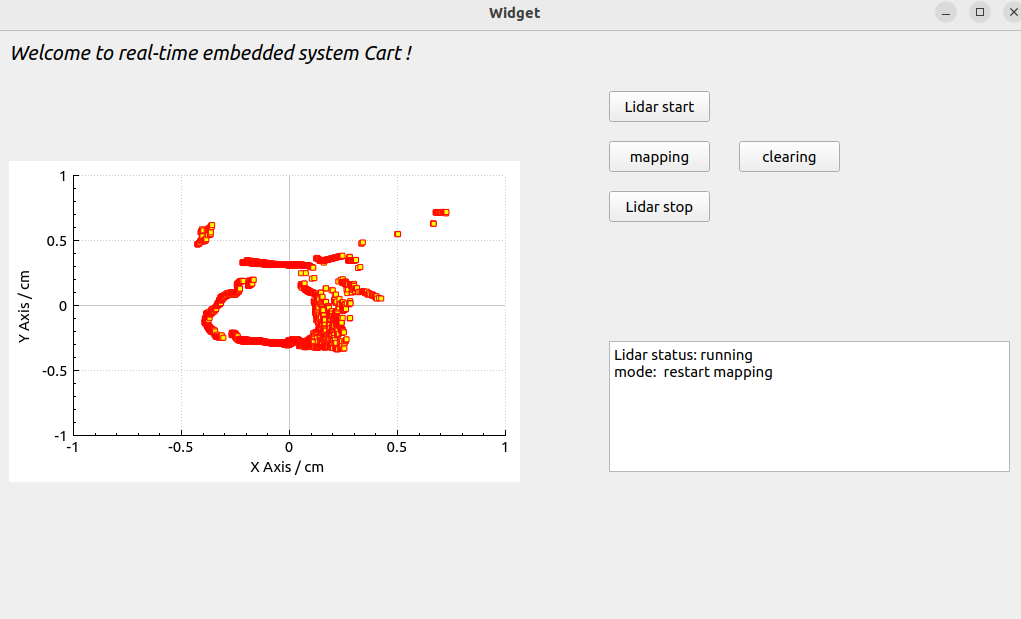 Widget
Welcome to real-time embedded system Cart !
Lidar start
mapping
clearing
Lidar stop
1
0.5
0
-0.5
-1
Y Axis / cm
-1
-0.5
0
0.5
1
X Axis / cm
Lidar status: running
mode:  restart mapping